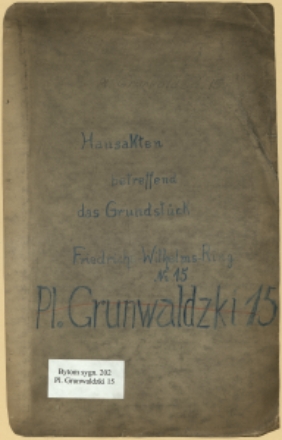 Hausakten
betreffend
das Grundstück
Friedrich Wilhelms Ring
No 15
Pl. Grunwaldzki 15
Bytom sygn. 202
Pl. Grunwaldzki 15